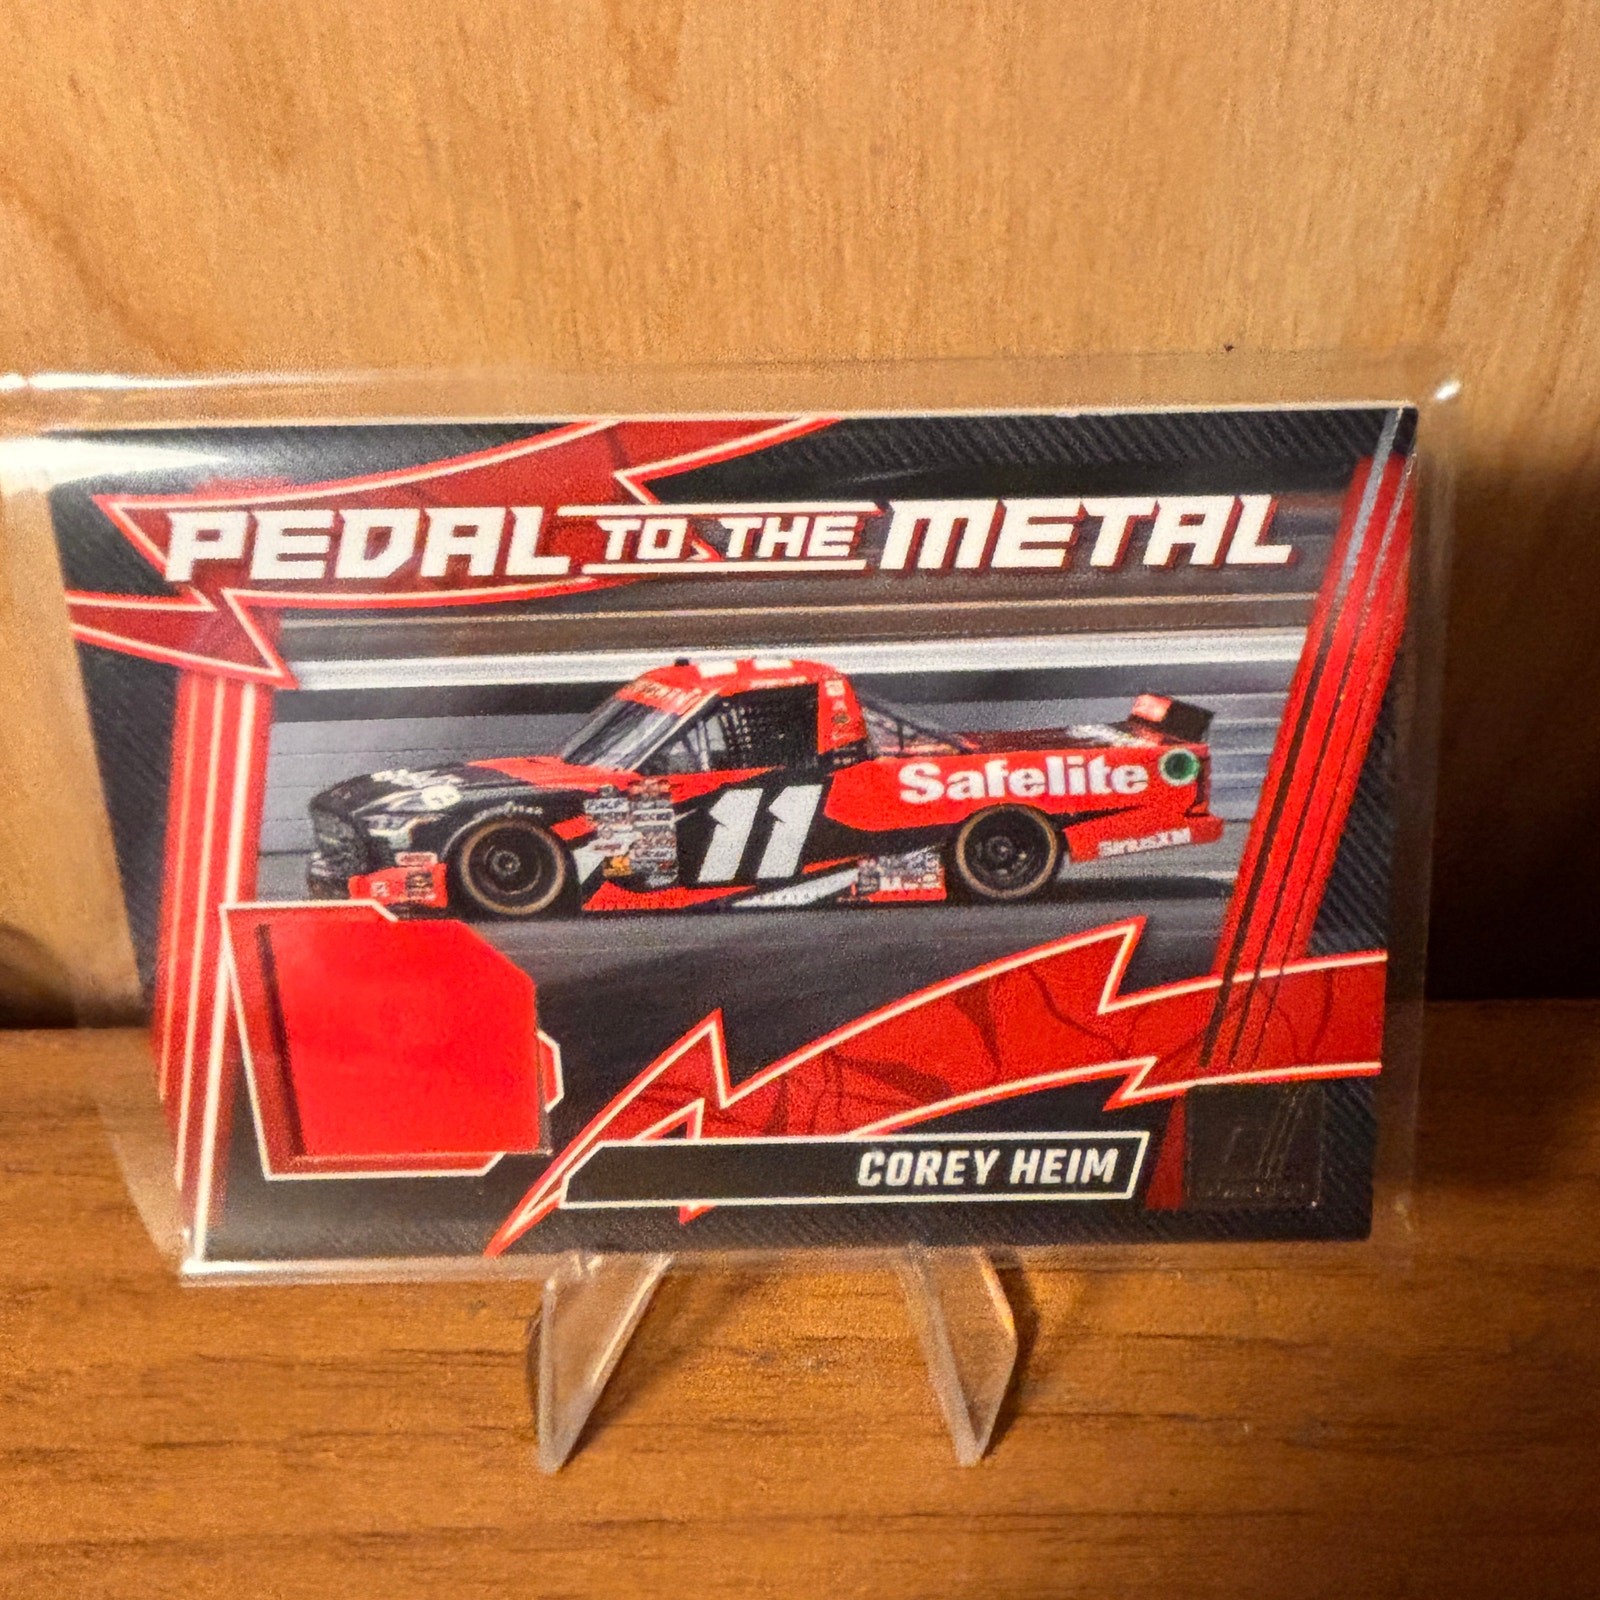 PEDAL TO THE METAL
Safelite
11
SIRIUSXM
COREY HEIM